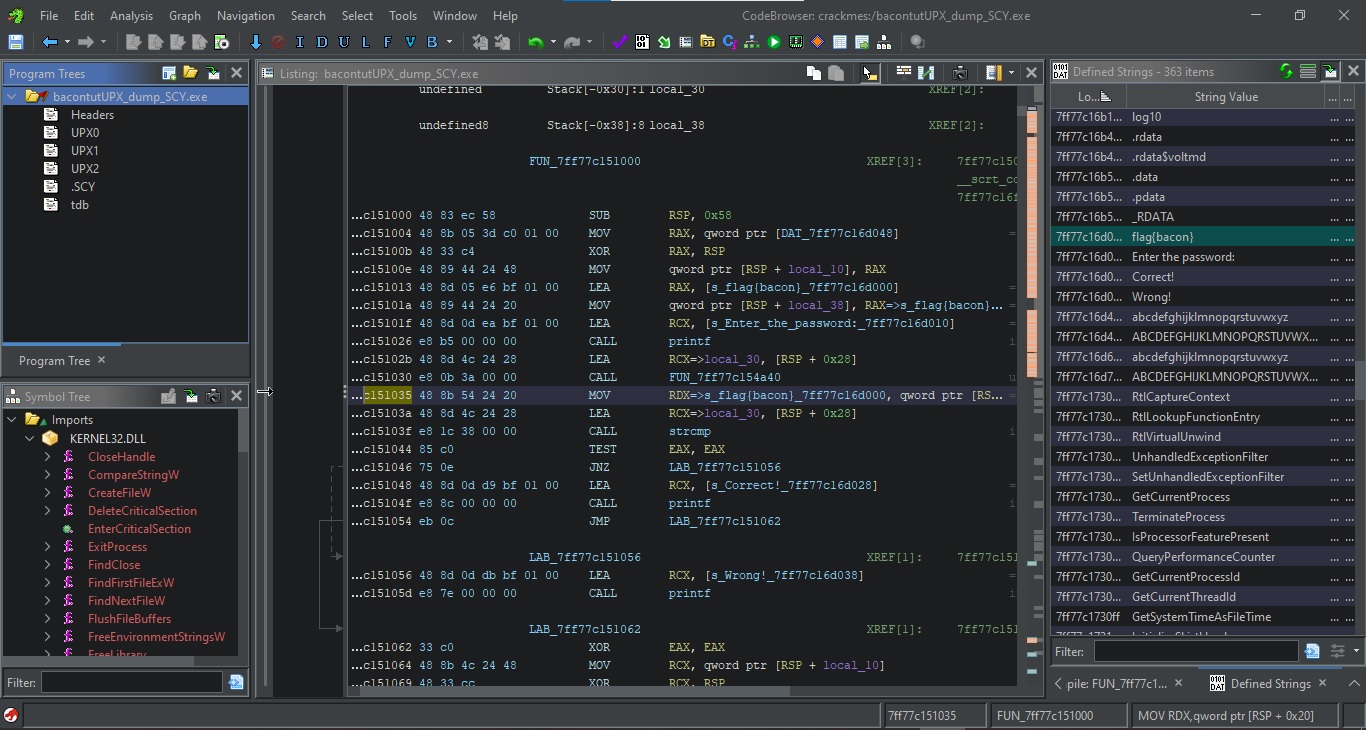 File Edit Analysis Graph Navigation Search Select Tools Window Help
CodeBrowser: crackmes:/bacontutUPX_dump_SCY.exe
I D U L F V B
Program Trees
bacontutUPX_dump_SCY.exe
Headers
UPX0
UPX1
UPX2
.SCY
tdb
Program Tree
Symbol Tree
Imports
KERNEL32.DLL
CloseHandle
CompareStringW
CreateFileW
DeleteCriticalSection
EnterCriticalSection
ExitProcess
FindClose
FindFirstFileExW
FindNextFileW
FlushFileBuffers
FreeEnvironmentStringsW
FreeLibrary
Filter:
Listing: bacontutUPX_dump_SCY.exe
undefined Stack[-0x30]:1 local_30 XREF[2]:
undefined8 Stack[-0x38]:8 local_38 XREF[2]:
FUN_7ff77c151000 XREF[3]: 7ff77c150
__scrt_co
7ff77c16f
...c151000 48 83 ec 58 SUB RSP, 0x58
...c151004 48 8b 05 3d c0 01 00 MOV RAX, qword ptr [DAT_7ff77c16d048]
...c15100b 48 33 c4 XOR RAX, RSP
...c15100e 48 89 44 24 48 MOV qword ptr [RSP + local_10], RAX
...c151013 48 8d 05 e6 bf 01 00 LEA RAX, [s_flag{bacon}_7ff77c16d000]
...c15101a 48 89 44 24 20 MOV qword ptr [RSP + local_38], RAX=>s_flag{bacon}...
...c15101f 48 8d 0d ea bf 01 00 LEA RCX, [s_Enter_the_password:_7ff77c16d010]
...c151026 e8 b5 00 00 00 CALL printf
...c15102b 48 8d 4c 24 28 LEA RCX=>local_30, [RSP + 0x28]
...c151030 e8 0b 3a 00 00 CALL FUN_7ff77c154a40
...c151035 48 8b 54 24 20 MOV RDX=>s_flag{bacon}_7ff77c16d000, qword ptr [RS...
...c15103a 48 8d 4c 24 28 LEA RCX=>local_30, [RSP + 0x28]
...c15103f e8 1c 38 00 00 CALL strcmp
...c151044 85 c0 TEST EAX, EAX
...c151046 75 0e JNZ LAB_7ff77c151056
...c151048 48 8d 0d d9 bf 01 00 LEA RCX, [s_Correct!_7ff77c16d028]
...c15104f e8 8c 00 00 00 CALL printf
...c151054 eb 0c JMP LAB_7ff77c151062
LAB_7ff77c151056 XREF[1]: 7ff77c151
...c151056 48 8d 0d db bf 01 00 LEA RCX, [s_Wrong!_7ff77c16d038]
...c15105d e8 7e 00 00 00 CALL printf
LAB_7ff77c151062 XREF[1]: 7ff77c151
...c151062 33 c0 XOR EAX, EAX
...c151064 48 8b 4c 24 48 MOV RCX, qword ptr [RSP + local_10]
...c151069 48 33 cc XOR RCX, RSP
Defined Strings - 363 items
Lo... String Value ... ...
7ff77c16b1... log10 ... ...
7ff77c16b4... .rdata ... ...
7ff77c16b4... .rdata$voltmd ... ...
7ff77c16b5... .data ... ...
7ff77c16b5... .pdata ... ...
7ff77c16b5... _RDATA ... ...
7ff77c16d0... flag{bacon} ... ...
7ff77c16d0... Enter the password: ... ...
7ff77c16d0... Correct! ... ...
7ff77c16d0... Wrong! ... ...
7ff77c16d4... abcdefghijklmnopqrstuvwxyz ... ...
7ff77c16d4... ABCDEFGHIJKLMNOPQRSTUVWX... ... ...
7ff77c16d6... abcdefghijklmnopqrstuvwxyz ... ...
7ff77c16d7... ABCDEFGHIJKLMNOPQRSTUVWX... ... ...
7ff77c1730... RtlCaptureContext ... ...
7ff77c1730... RtlLookupFunctionEntry ... ...
7ff77c1730... RtlVirtualUnwind ... ...
7ff77c1730... UnhandledExceptionFilter ... ...
7ff77c1730... SetUnhandledExceptionFilter ... ...
7ff77c1730... GetCurrentProcess ... ...
7ff77c1730... TerminateProcess ... ...
7ff77c1730... IsProcessorFeaturePresent ... ...
7ff77c1730... QueryPerformanceCounter ... ...
7ff77c1730... GetCurrentProcessId ... ...
7ff77c1730... GetCurrentThreadId ... ...
7ff77c1730ff GetSystemTimeAsFileTime ... ...
Filter:
pile: FUN_7ff77c1... Defined Strings
7ff77c151035 FUN_7ff77c151000 MOV RDX,qword ptr [RSP + 0x20]